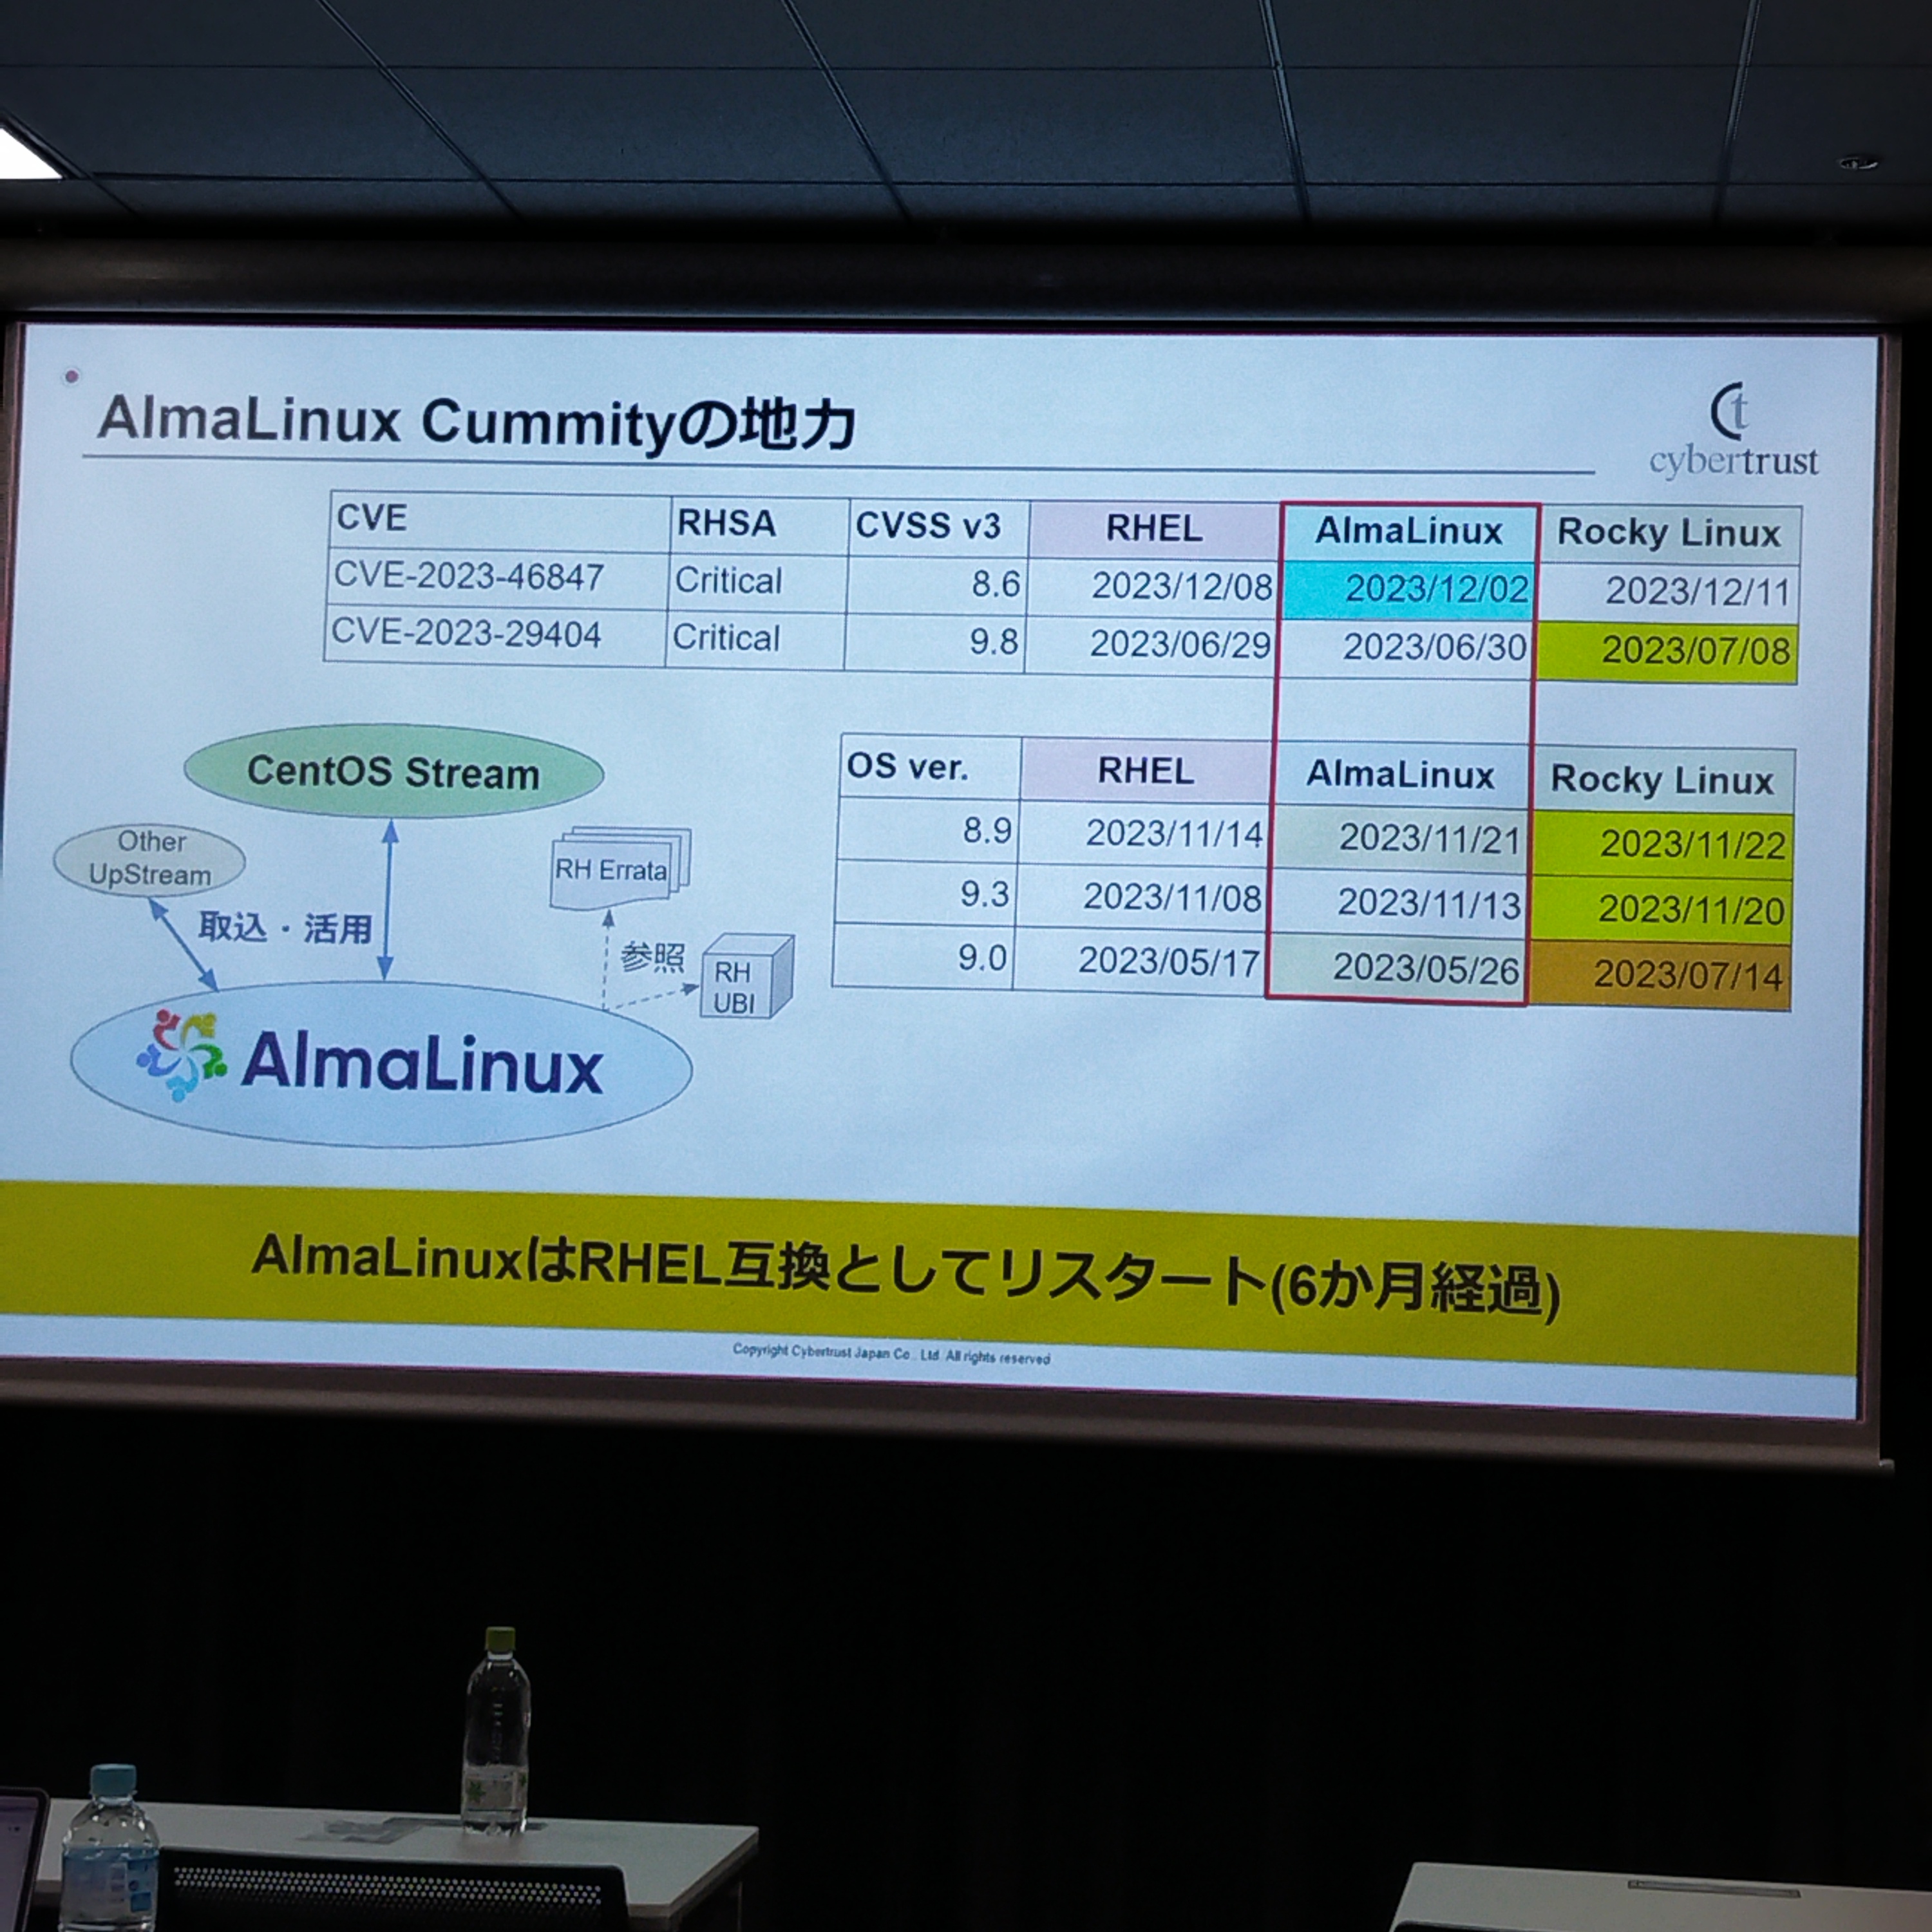 AlmaLinux Cummityの地力
cybertrust
CVE RHSA CVSS v3 RHEL AlmaLinux Rocky Linux
CVE-2023-46847 Critical 8.6 2023/12/08 2023/12/02 2023/12/11
CVE-2023-29404 Critical 9.8 2023/06/29 2023/06/30 2023/07/08
OS ver. RHEL AlmaLinux Rocky Linux
8.9 2023/11/14 2023/11/21 2023/11/22
9.3 2023/11/08 2023/11/13 2023/11/20
9.0 2023/05/17 2023/05/26 2023/07/14
CentOS Stream
Other
UpStream
取込・活用
RH Errata
参照
RH
UBI
AlmaLinux
AlmaLinuxはRHEL互換としてリスタート(6か月経過)
Copyright Cybertrust Japan Co., Ltd. All rights reserved